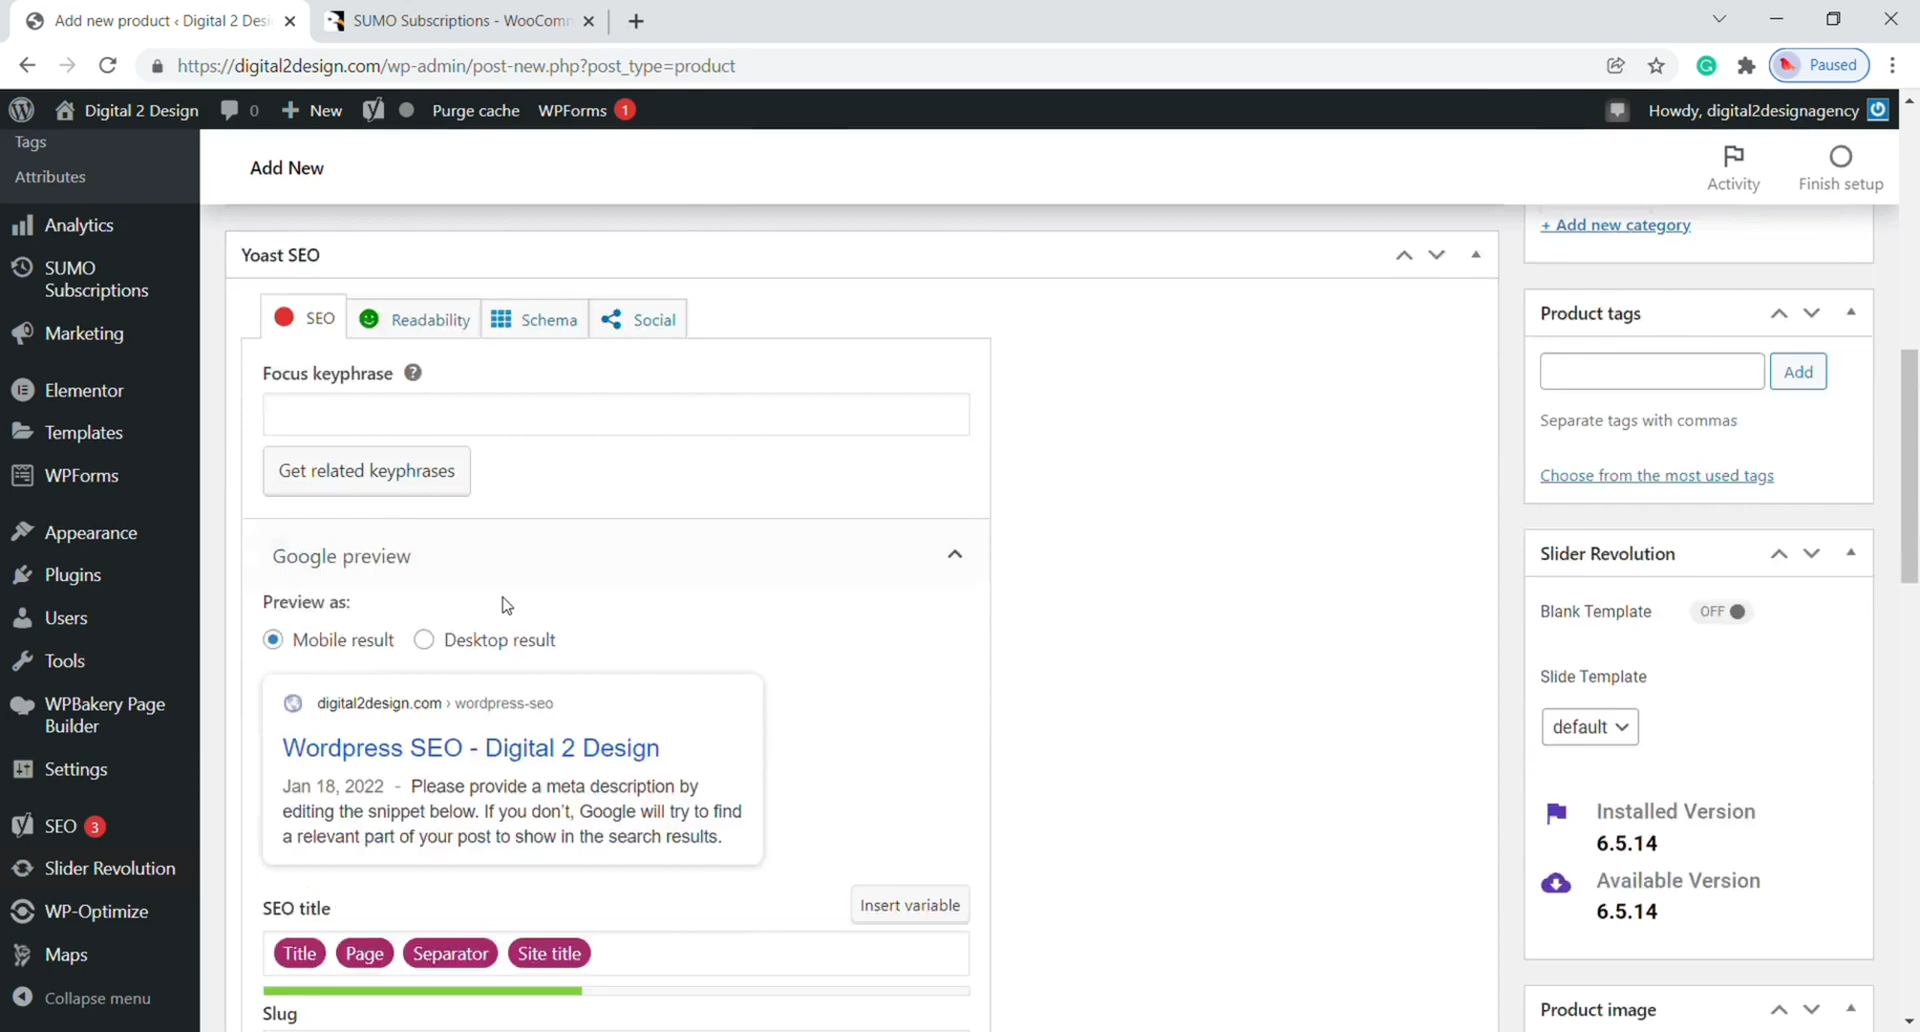 Add new product ‹ Digital 2 Desi
SUMO Subscriptions - WooComm
https://digital2design.com/wp-admin/post-new.php?post_type=product
Paused
Digital 2 Design
0
New
Purge cache
WPForms 1
Howdy, digital2designagency
Tags
Attributes
Analytics
SUMO
Subscriptions
Marketing
Elementor
Templates
WPForms
Appearance
Plugins
Users
Tools
WPBakery Page
Builder
Settings
SEO 3
Slider Revolution
WP-Optimize
Maps
Collapse menu
Add New
Activity
Finish setup
Yoast SEO
SEO
Readability
Schema
Social
Focus keyphrase
Get related keyphrases
Google preview
Preview as:
Mobile result
Desktop result
digital2design.com › wordpress-seo
Wordpress SEO - Digital 2 Design
Jan 18, 2022 - Please provide a meta description by
editing the snippet below. If you don't, Google will try to find
a relevant part of your post to show in the search results.
SEO title
Insert variable
Title Page Separator Site title
Slug
+ Add new category
Product tags
Add
Separate tags with commas
Choose from the most used tags
Slider Revolution
Blank Template
OFF
Slide Template
default
Installed Version
6.5.14
Available Version
6.5.14
Product image